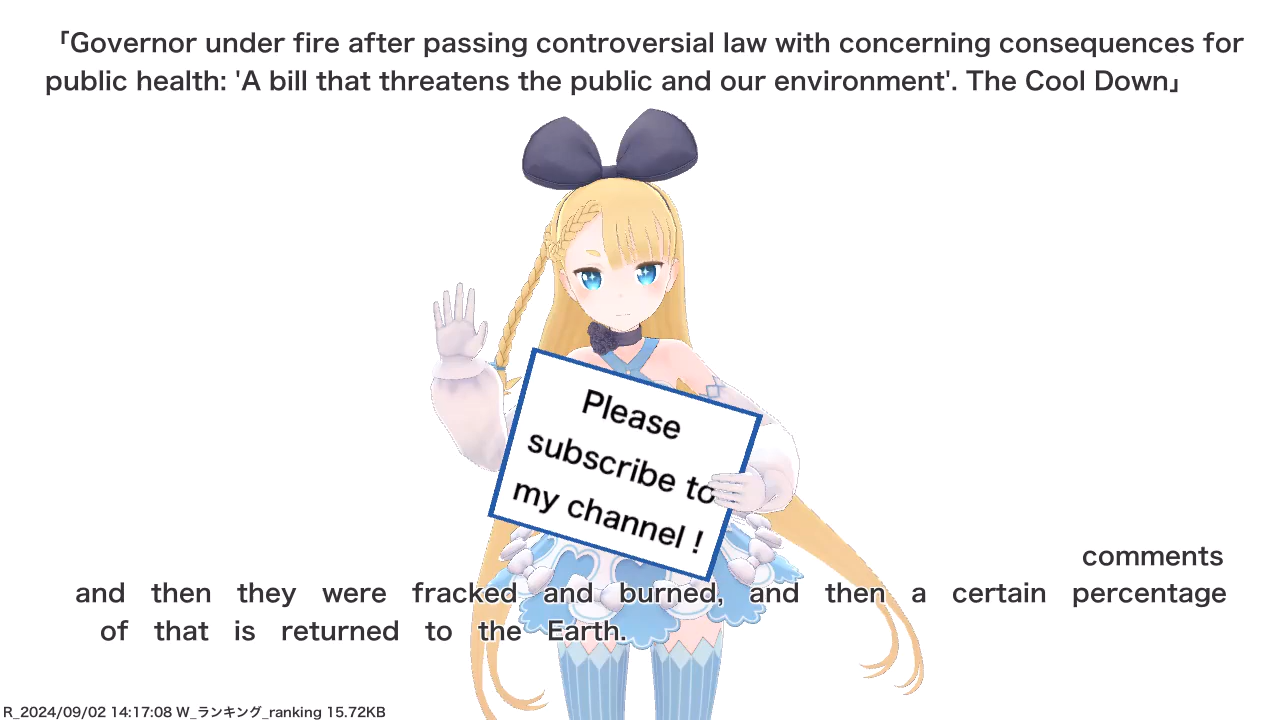 「Governor under fire after passing controversial law with concerning consequences for
public health: 'A bill that threatens the public and our environment'. The Cool Down」
Please
subscribe to
my channel !
comments
and then they were fracked and burned, and then a certain percentage
of that is returned to the Earth.
R_2024/09/02 14:17:08 W_ランキング_ranking 15.72KB